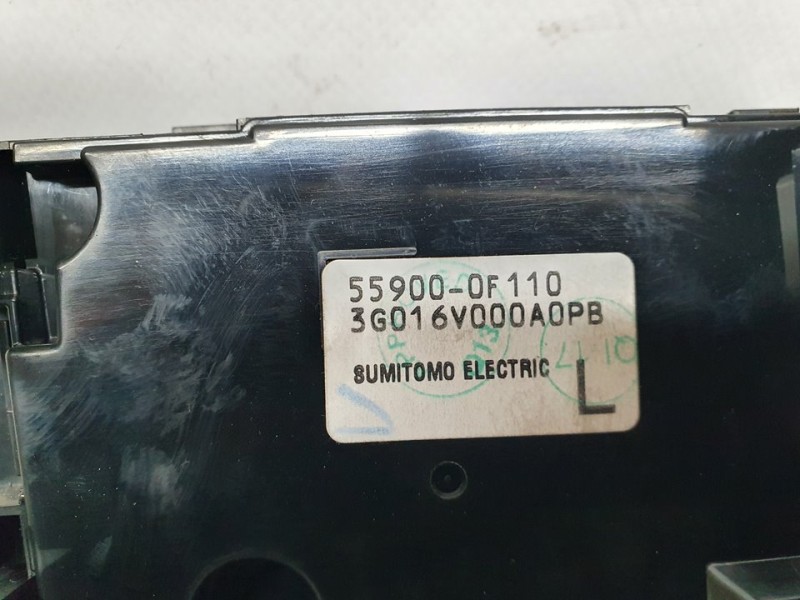 55900-0F110
3G016V000A0PB
SUMITOMO ELECTRIC
L